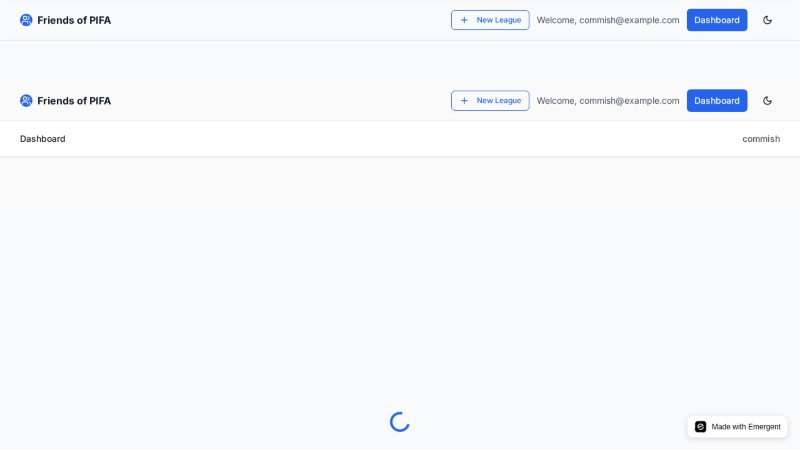 Friends of PIFA
New League
Welcome, commish@example.com
Dashboard
Friends of PIFA
New League
Welcome, commish@example.com
Dashboard
Dashboard
commish
Made with Emergent